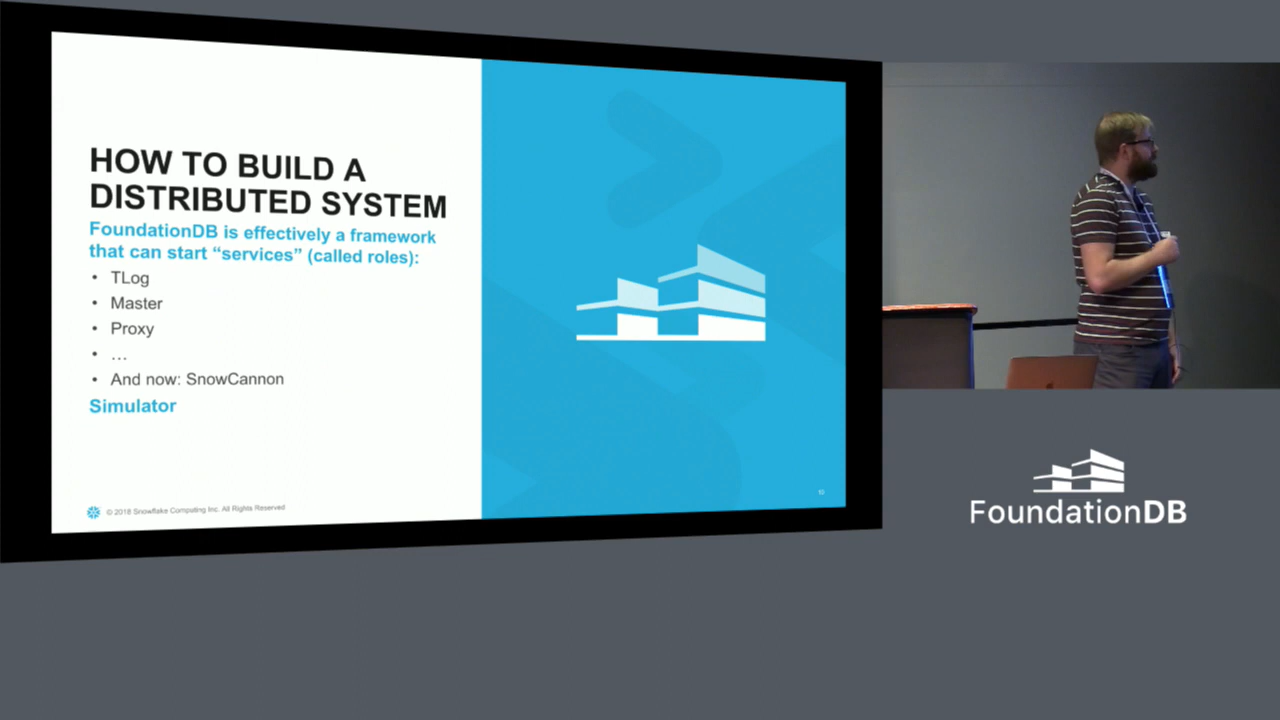 HOW TO BUILD A
DISTRIBUTED SYSTEM
FoundationDB is effectively a framework
that can start “services” (called roles):
• TLog
• Master
• Proxy
• …
• And now: SnowCannon
Simulator
© 2018 Snowflake Computing Inc. All Rights Reserved
FoundationDB